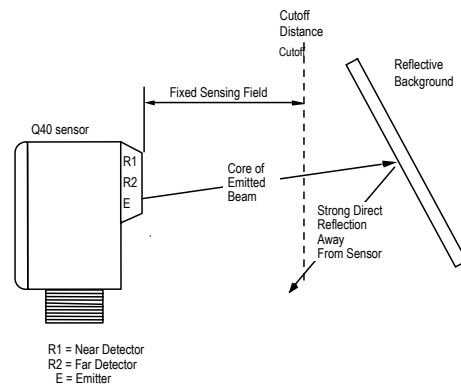 Cutoff
Distance
Cutoff
Reflective
Background
Fixed Sensing Field
Q40 sensor
R1
R2
E
Core of
Emitted
Beam
Strong Direct
Reflection
Away
From Sensor
R1 = Near Detector
R2 = Far Detector
E = Emitter